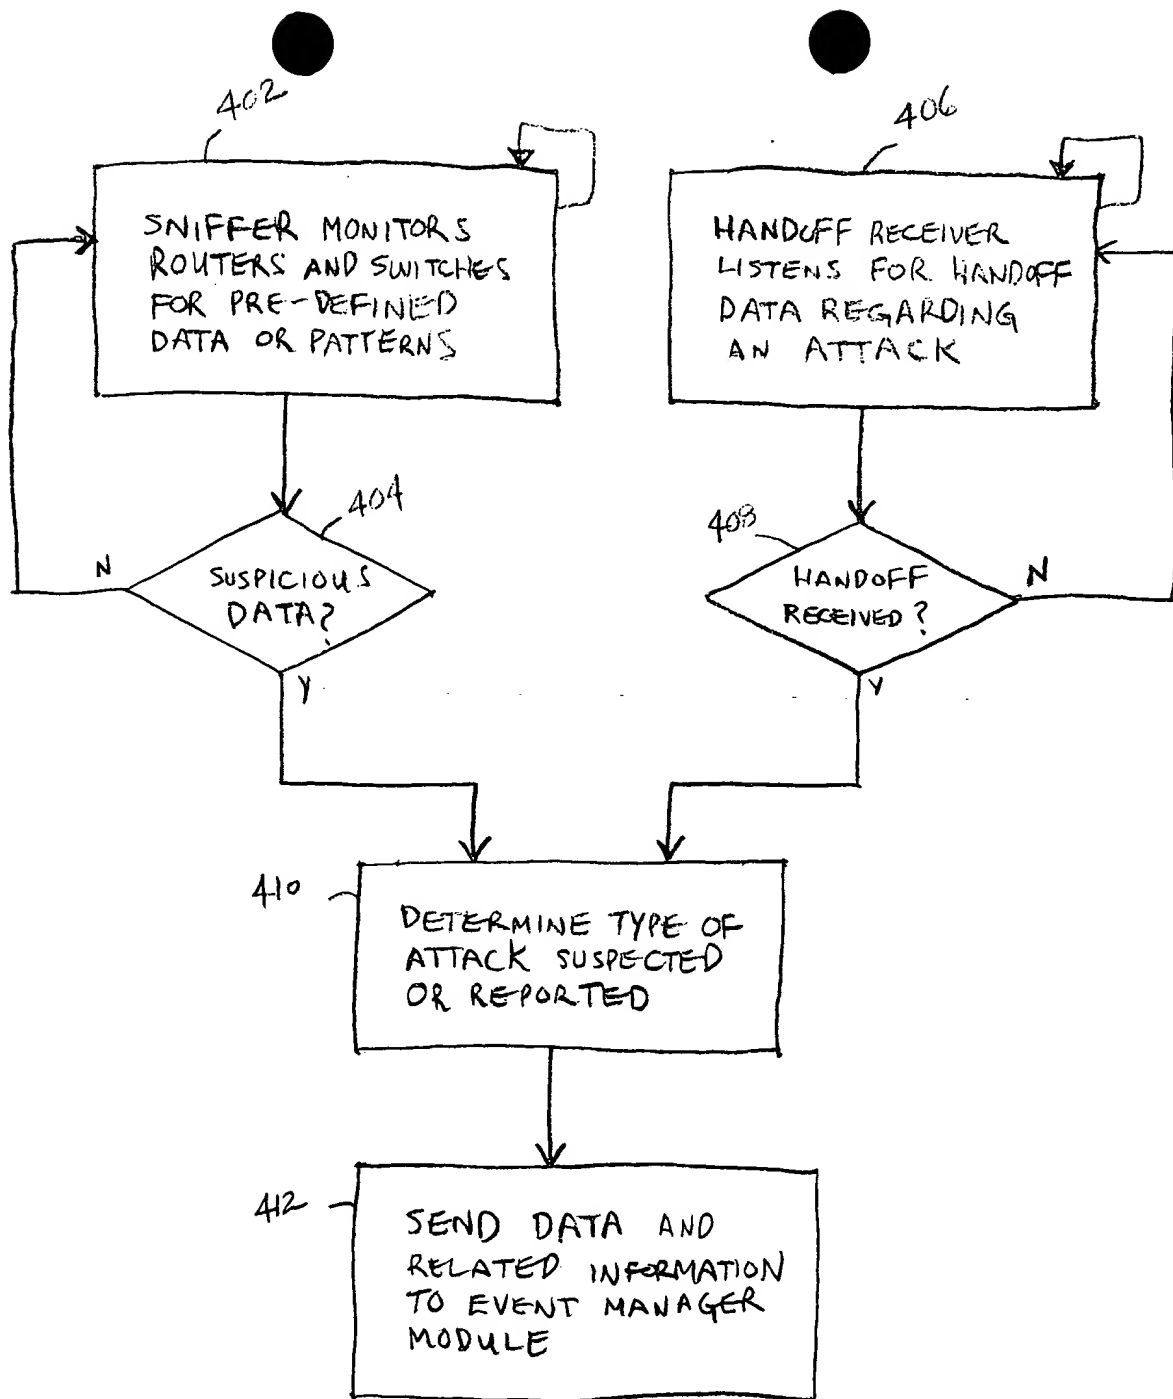 402
SNIFFER MONITORS
ROUTERS AND SWITCHES
FOR PRE-DEFINED
DATA OR PATTERNS
404
SUSPICIOUS
DATA?
N
Y
406
HANDOFF RECEIVER
LISTENS FOR HANDOFF
DATA REGARDING
AN ATTACK
408
HANDOFF
RECEIVED?
N
Y
410
DETERMINE TYPE OF
ATTACK SUSPECTED
OR REPORTED
412
SEND DATA AND
RELATED INFORMATION
TO EVENT MANAGER
MODULE